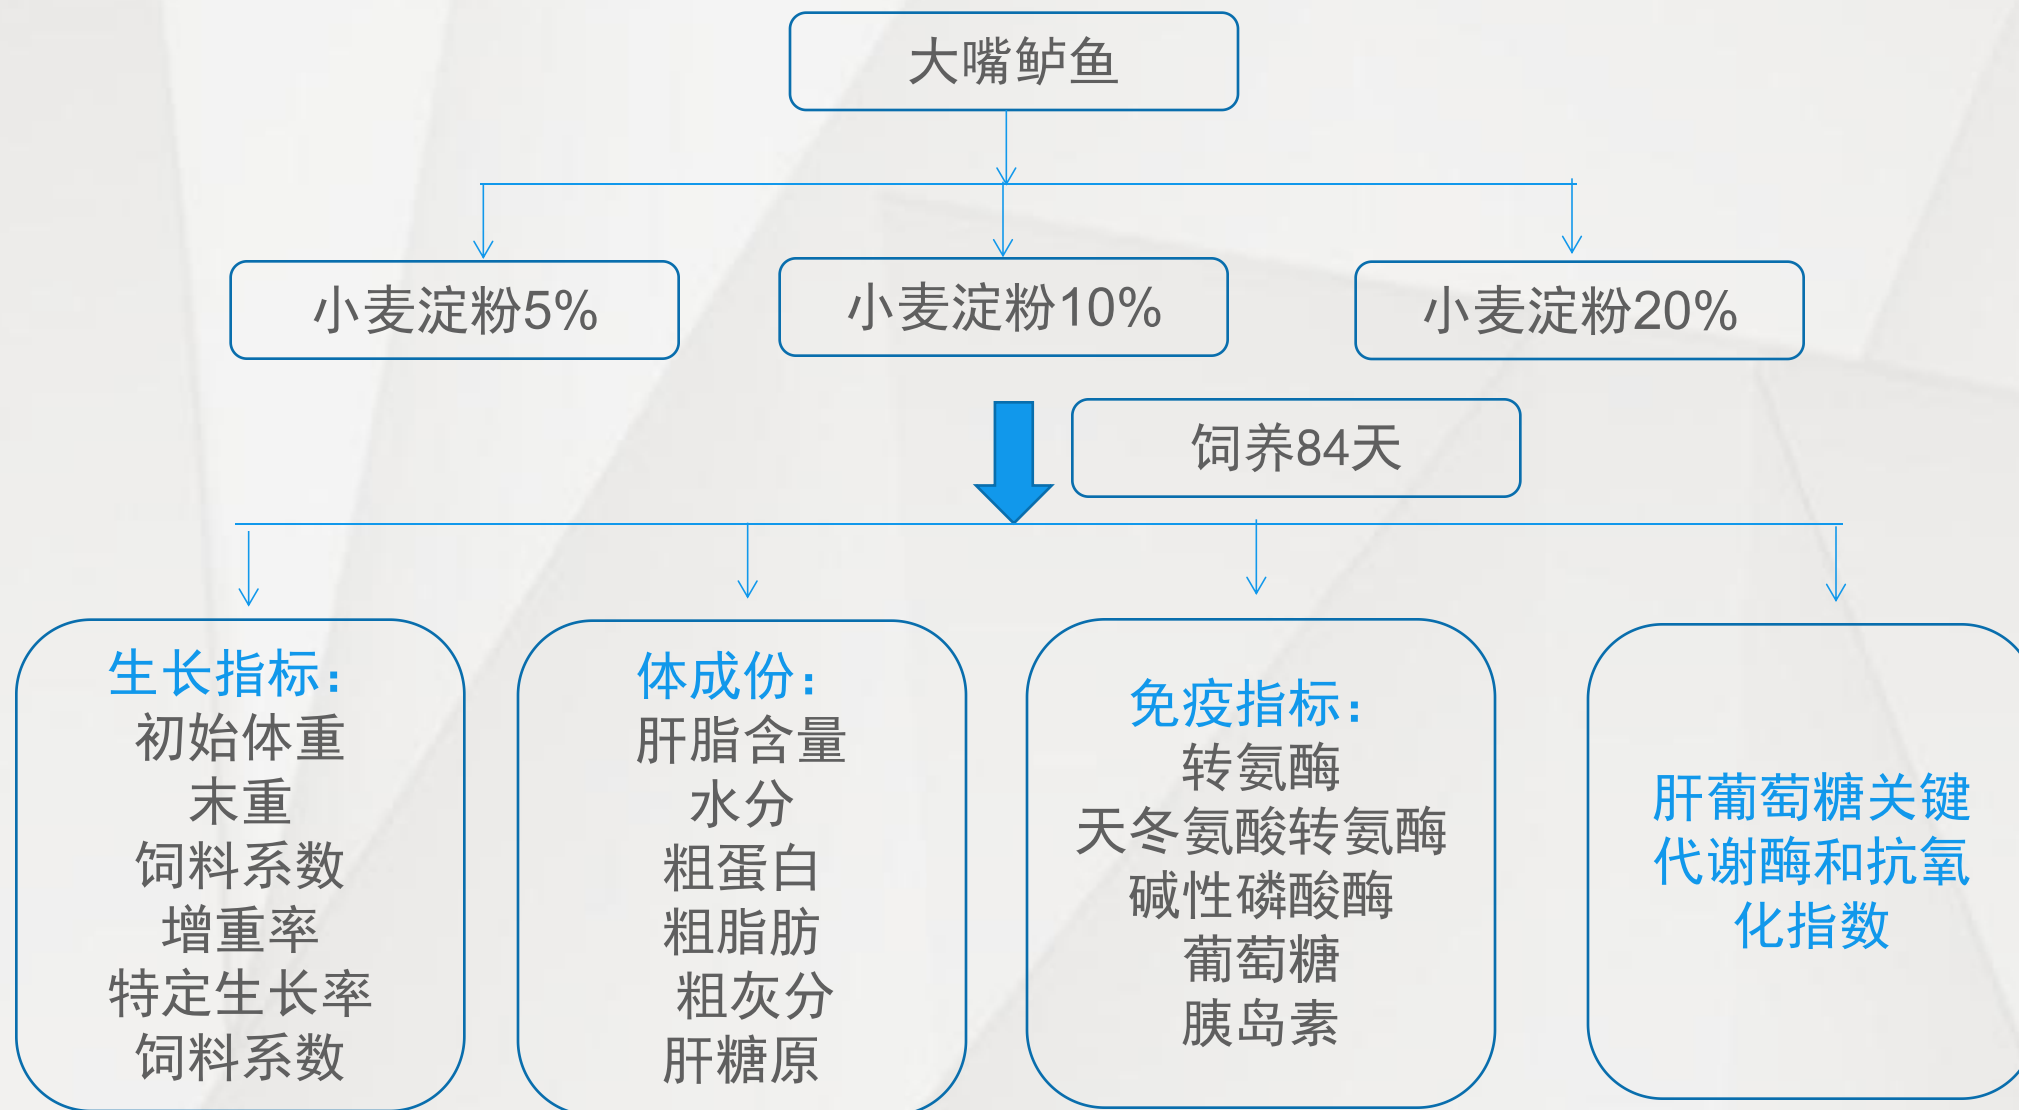 大嘴鲈鱼
小麦淀粉5%
小麦淀粉10%
小麦淀粉20%
饲养84天
生长指标：
初始体重
末重
饲料系数
增重率
特定生长率
饲料系数
体成份：
肝脂含量
水分
粗蛋白
粗脂肪
粗灰分
肝糖原
免疫指标：
转氨酶
天冬氨酸转氨酶
碱性磷酸酶
葡萄糖
胰岛素
肝葡萄糖关键
代谢酶和抗氧
化指数